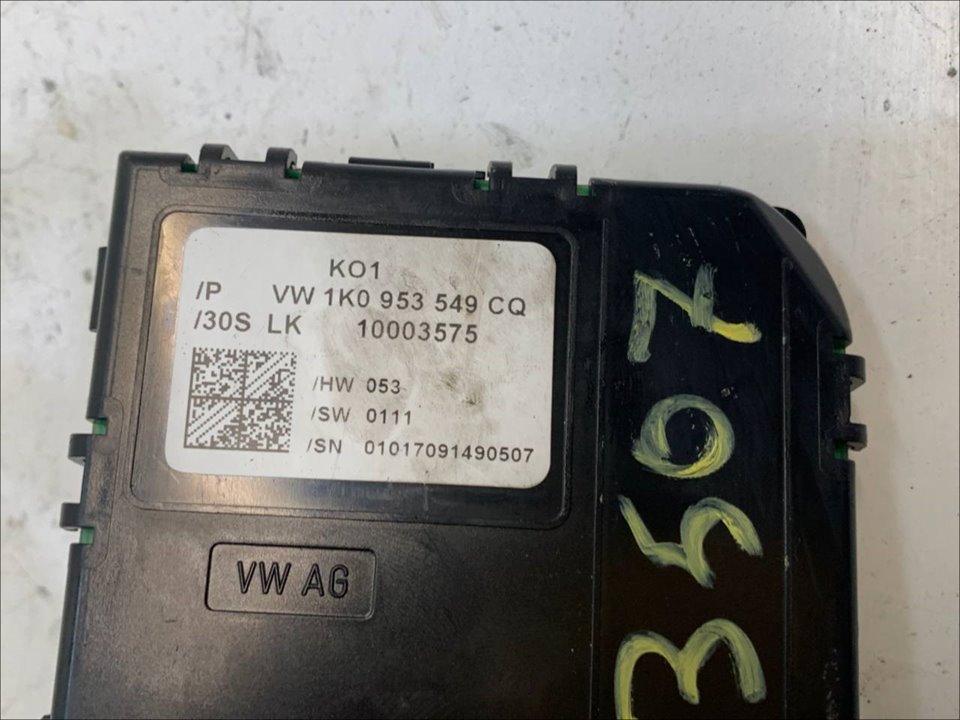 KO1
/P VW 1K0 953 549 CQ
/30S LK 10003575
/HW 053
/SW 0111
/SN 01017091490507
VW AG
3507